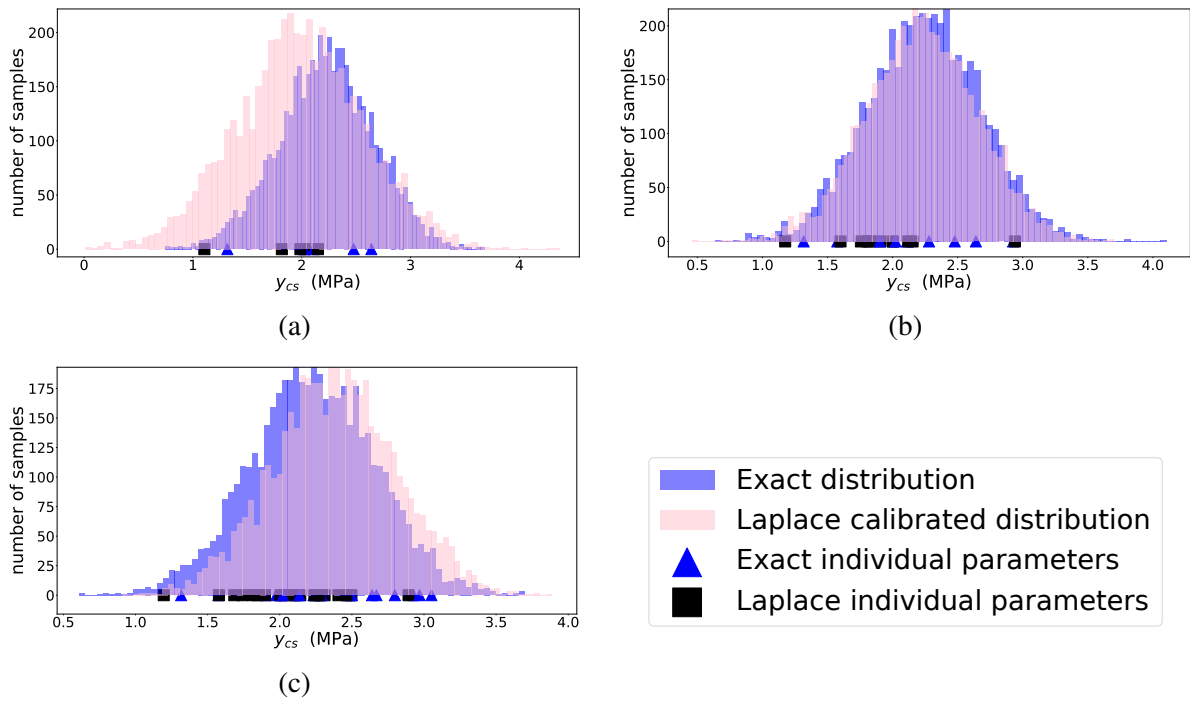 number of samples
200
150
100
50
0
0 1 2 3 4
y_cs (MPa)
(a)
number of samples
200
150
100
50
0
0.5 1.0 1.5 2.0 2.5 3.0 3.5 4.0
y_cs (MPa)
(b)
number of samples
175
150
125
100
75
50
25
0
0.5 1.0 1.5 2.0 2.5 3.0 3.5 4.0
y_cs (MPa)
(c)
Exact distribution
Laplace calibrated distribution
Exact individual parameters
Laplace individual parameters